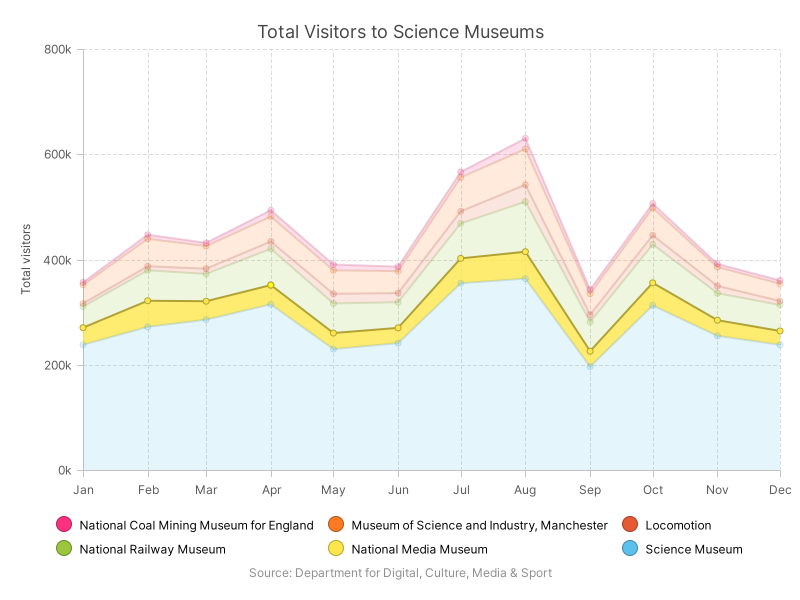 Total Visitors to Science Museums
800k
600k
400k
200k
0k
Total visitors
Jan Feb Mar Apr May Jun Jul Aug Sep Oct Nov Dec
National Coal Mining Museum for England Museum of Science and Industry, Manchester Locomotion
National Railway Museum National Media Museum Science Museum
Source: Department for Digital, Culture, Media & Sport